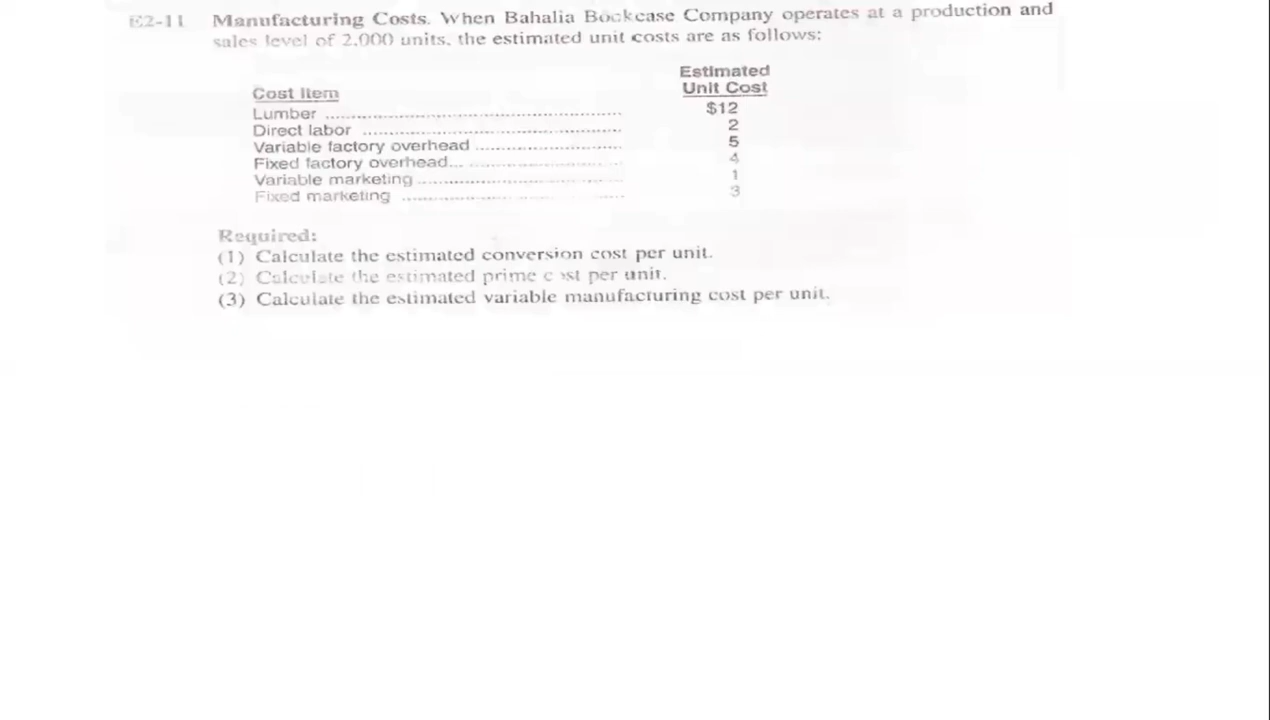 E2-11 Manufacturing Costs. When Bahalia Bookcase Company operates at a production and
sales level of 2,000 units, the estimated unit costs are as follows:
Estimated
Cost Item Unit Cost
Lumber $12
Direct labor 2
Variable factory overhead 5
Fixed factory overhead... 4
Variable marketing 1
Fixed marketing 3
Required:
(1) Calculate the estimated conversion cost per unit.
(2) Calculate the estimated prime cost per unit.
(3) Calculate the estimated variable manufacturing cost per unit.